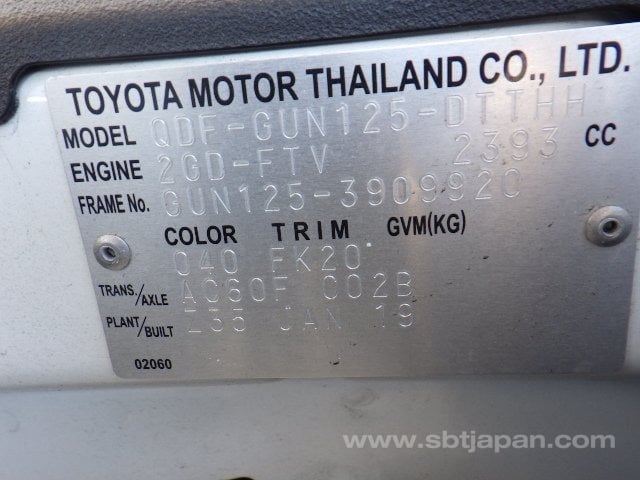 TOYOTA MOTOR THAILAND CO., LTD.
MODEL QDF-GUN125-DTTHH
ENGINE 2GD-FTV 2393 CC
FRAME No. GUN125-3909920
COLOR TRIM GVM(KG)
040 FK20
TRANS./AXLE AC60F C02B
PLANT/BUILT Z35 JAN 19
02060
www.sbtjapan.com/